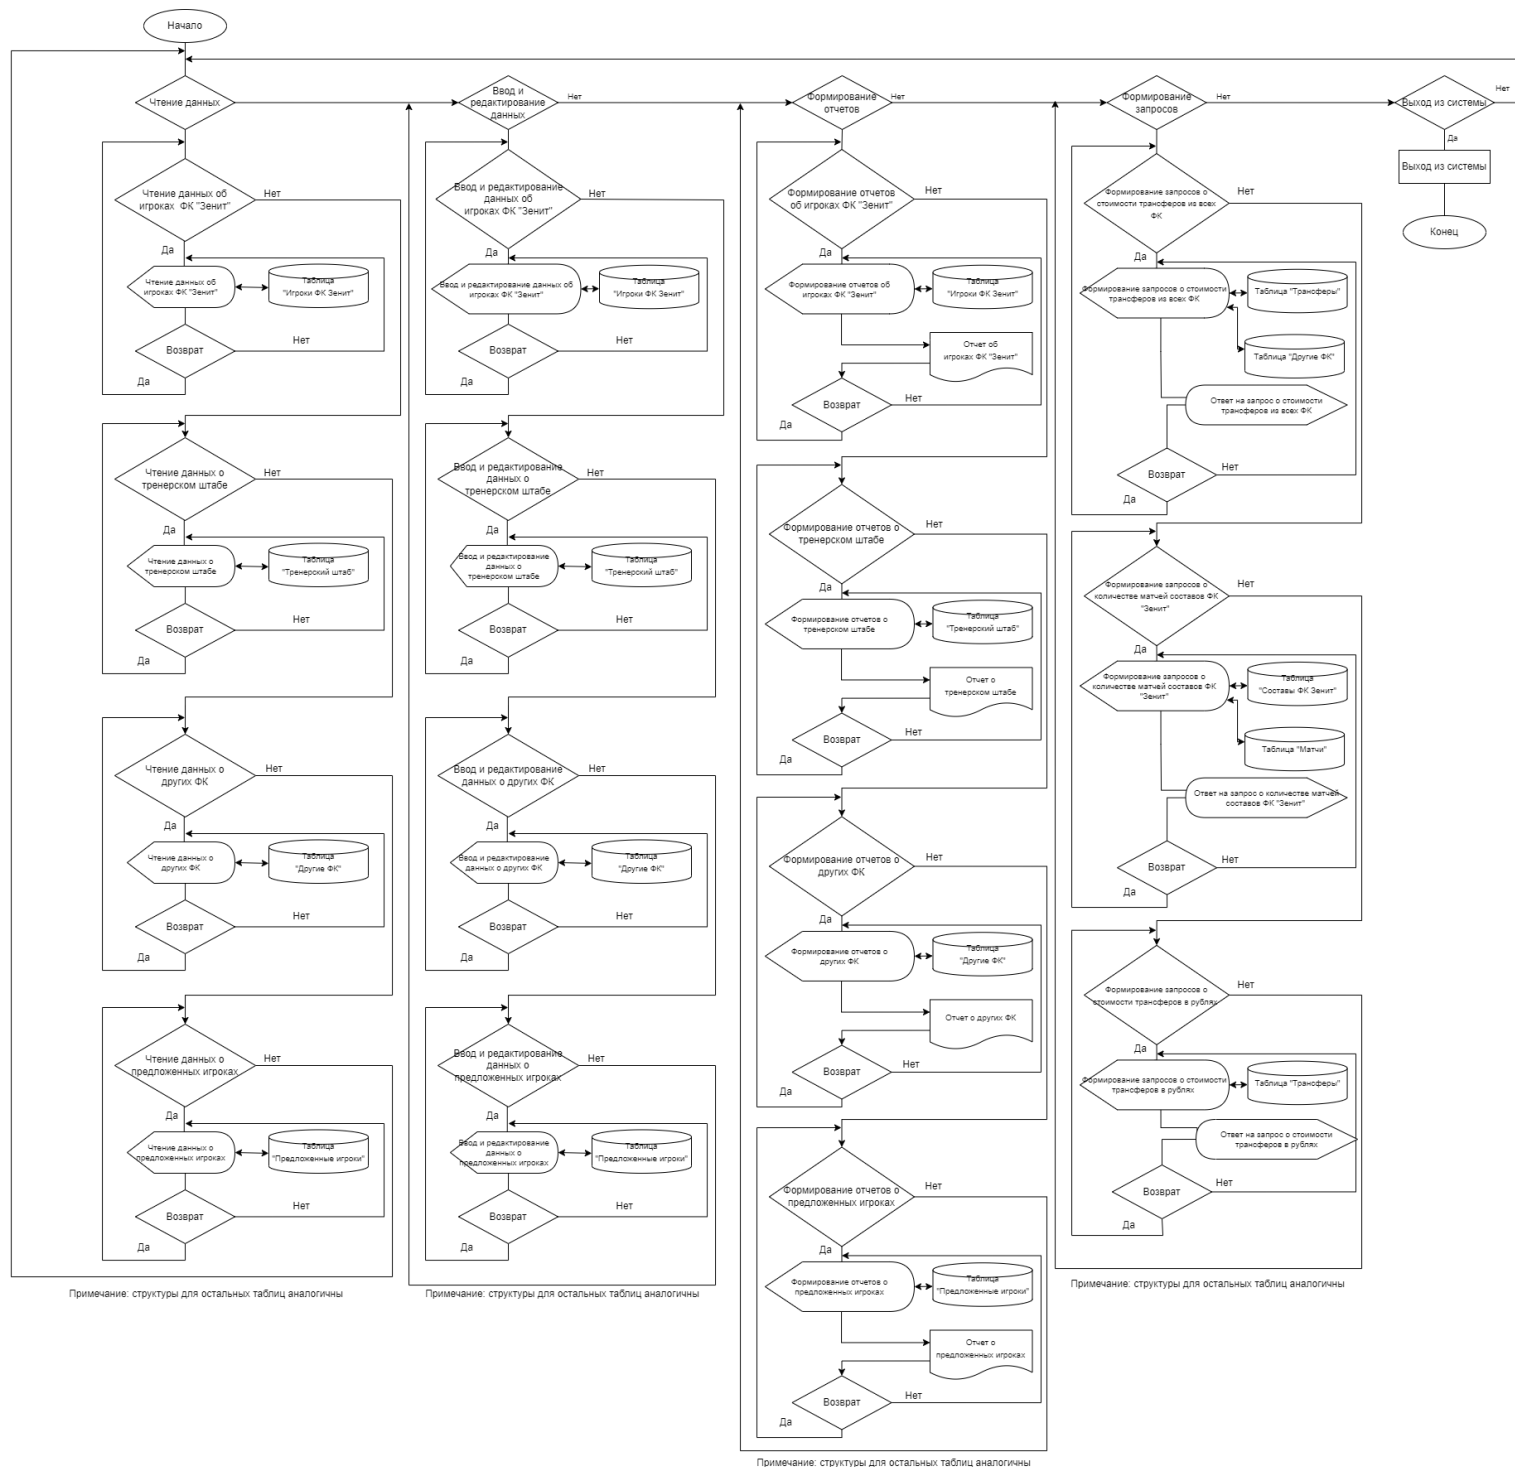 Начало
Чтение данных
Ввод и
редактирование
данных
Нет
Формирование
отчетов
Нет
Формирование
запросов
Нет
Выход из системы
Нет
Да
Выход из системы
Конец
Чтение данных об
игроках ФК "Зенит"
Нет
Да
Чтение данных об
игроках ФК "Зенит"
Таблица
"Игроки ФК Зенит"
Возврат
Нет
Да
Чтение данных о
тренерском штабе
Нет
Да
Чтение данных о
тренерском штабе
Таблица
"Тренерский штаб"
Возврат
Нет
Да
Чтение данных о
других ФК
Нет
Да
Чтение данных о
других ФК
Таблица
"Другие ФК"
Возврат
Нет
Да
Чтение данных о
предложенных игроках
Нет
Да
Чтение данных о
предложенных игроках
Таблица
"Предложенные игроки"
Возврат
Нет
Да
Примечание: структуры для остальных таблиц аналогичны
Ввод и редактирование
данных об
игроках ФК "Зенит"
Нет
Да
Ввод и редактирование данных об
игроках ФК "Зенит"
Таблица
"Игроки ФК Зенит"
Возврат
Нет
Да
Ввод и редактирование
данных о
тренерском штабе
Нет
Да
Ввод и редактирование
данных о
тренерском штабе
Таблица
"Тренерский штаб"
Возврат
Нет
Да
Ввод и редактирование
данных о других ФК
Нет
Да
Ввод и редактирование
данных о других ФК
Таблица
"Другие ФК"
Возврат
Нет
Да
Ввод и редактирование
данных о
предложенных игроках
Нет
Да
Ввод и редактирование
данных о
предложенных игроках
Таблица
"Предложенные игроки"
Возврат
Нет
Да
Примечание: структуры для остальных таблиц аналогичны
Формирование отчетов
об игроках ФК "Зенит"
Нет
Да
Формирование отчетов об
игроках ФК "Зенит"
Таблица
"Игроки ФК Зенит"
Отчет об
игроках ФК "Зенит"
Возврат
Нет
Да
Формирование отчетов о
тренерском штабе
Нет
Да
Формирование отчетов о
тренерском штабе
Таблица
"Тренерский штаб"
Отчет о
тренерском штабе
Возврат
Нет
Да
Формирование отчетов о
других ФК
Нет
Да
Формирование отчетов о
других ФК
Таблица
"Другие ФК"
Отчет о других ФК
Возврат
Нет
Да
Формирование отчетов о
предложенных игроках
Нет
Да
Формирование отчетов о
предложенных игроках
Таблица
"Предложенные игроки"
Отчет о
предложенных игроках
Возврат
Нет
Да
Примечание: структуры для остальных таблиц аналогичны
Формирование запросов о
стоимости трансферов из всех
ФК
Нет
Да
Формирование запросов о стоимости
трансферов из всех ФК
Таблица "Трансферы"
Таблица "Другие ФК"
Ответ на запрос о стоимости
трансферов из всех ФК
Возврат
Нет
Да
Формирование запросов о
количестве матчей составов ФК
"Зенит"
Нет
Да
Формирование запросов о
количестве матчей составов ФК
"Зенит"
Таблица
"Составы ФК Зенит"
Таблица "Матчи"
Ответ на запрос о количестве матчей
составов ФК "Зенит"
Возврат
Нет
Да
Формирование запросов о
стоимости трансферов в рублях
Нет
Да
Формирование запросов о стоимости
трансферов в рублях
Таблица "Трансферы"
Ответ на запрос о стоимости
трансферов в рублях
Возврат
Нет
Да
Примечание: структуры для остальных таблиц аналогичны